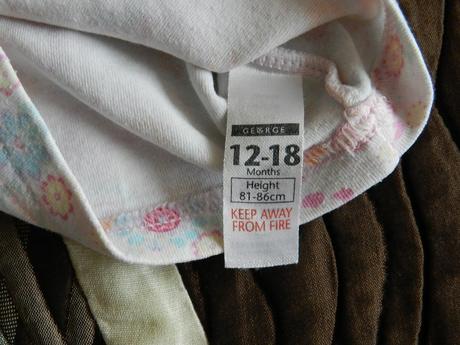 GEORGE
12-18
Months
Height
81-86cm
KEEP AWAY
FROM FIRE